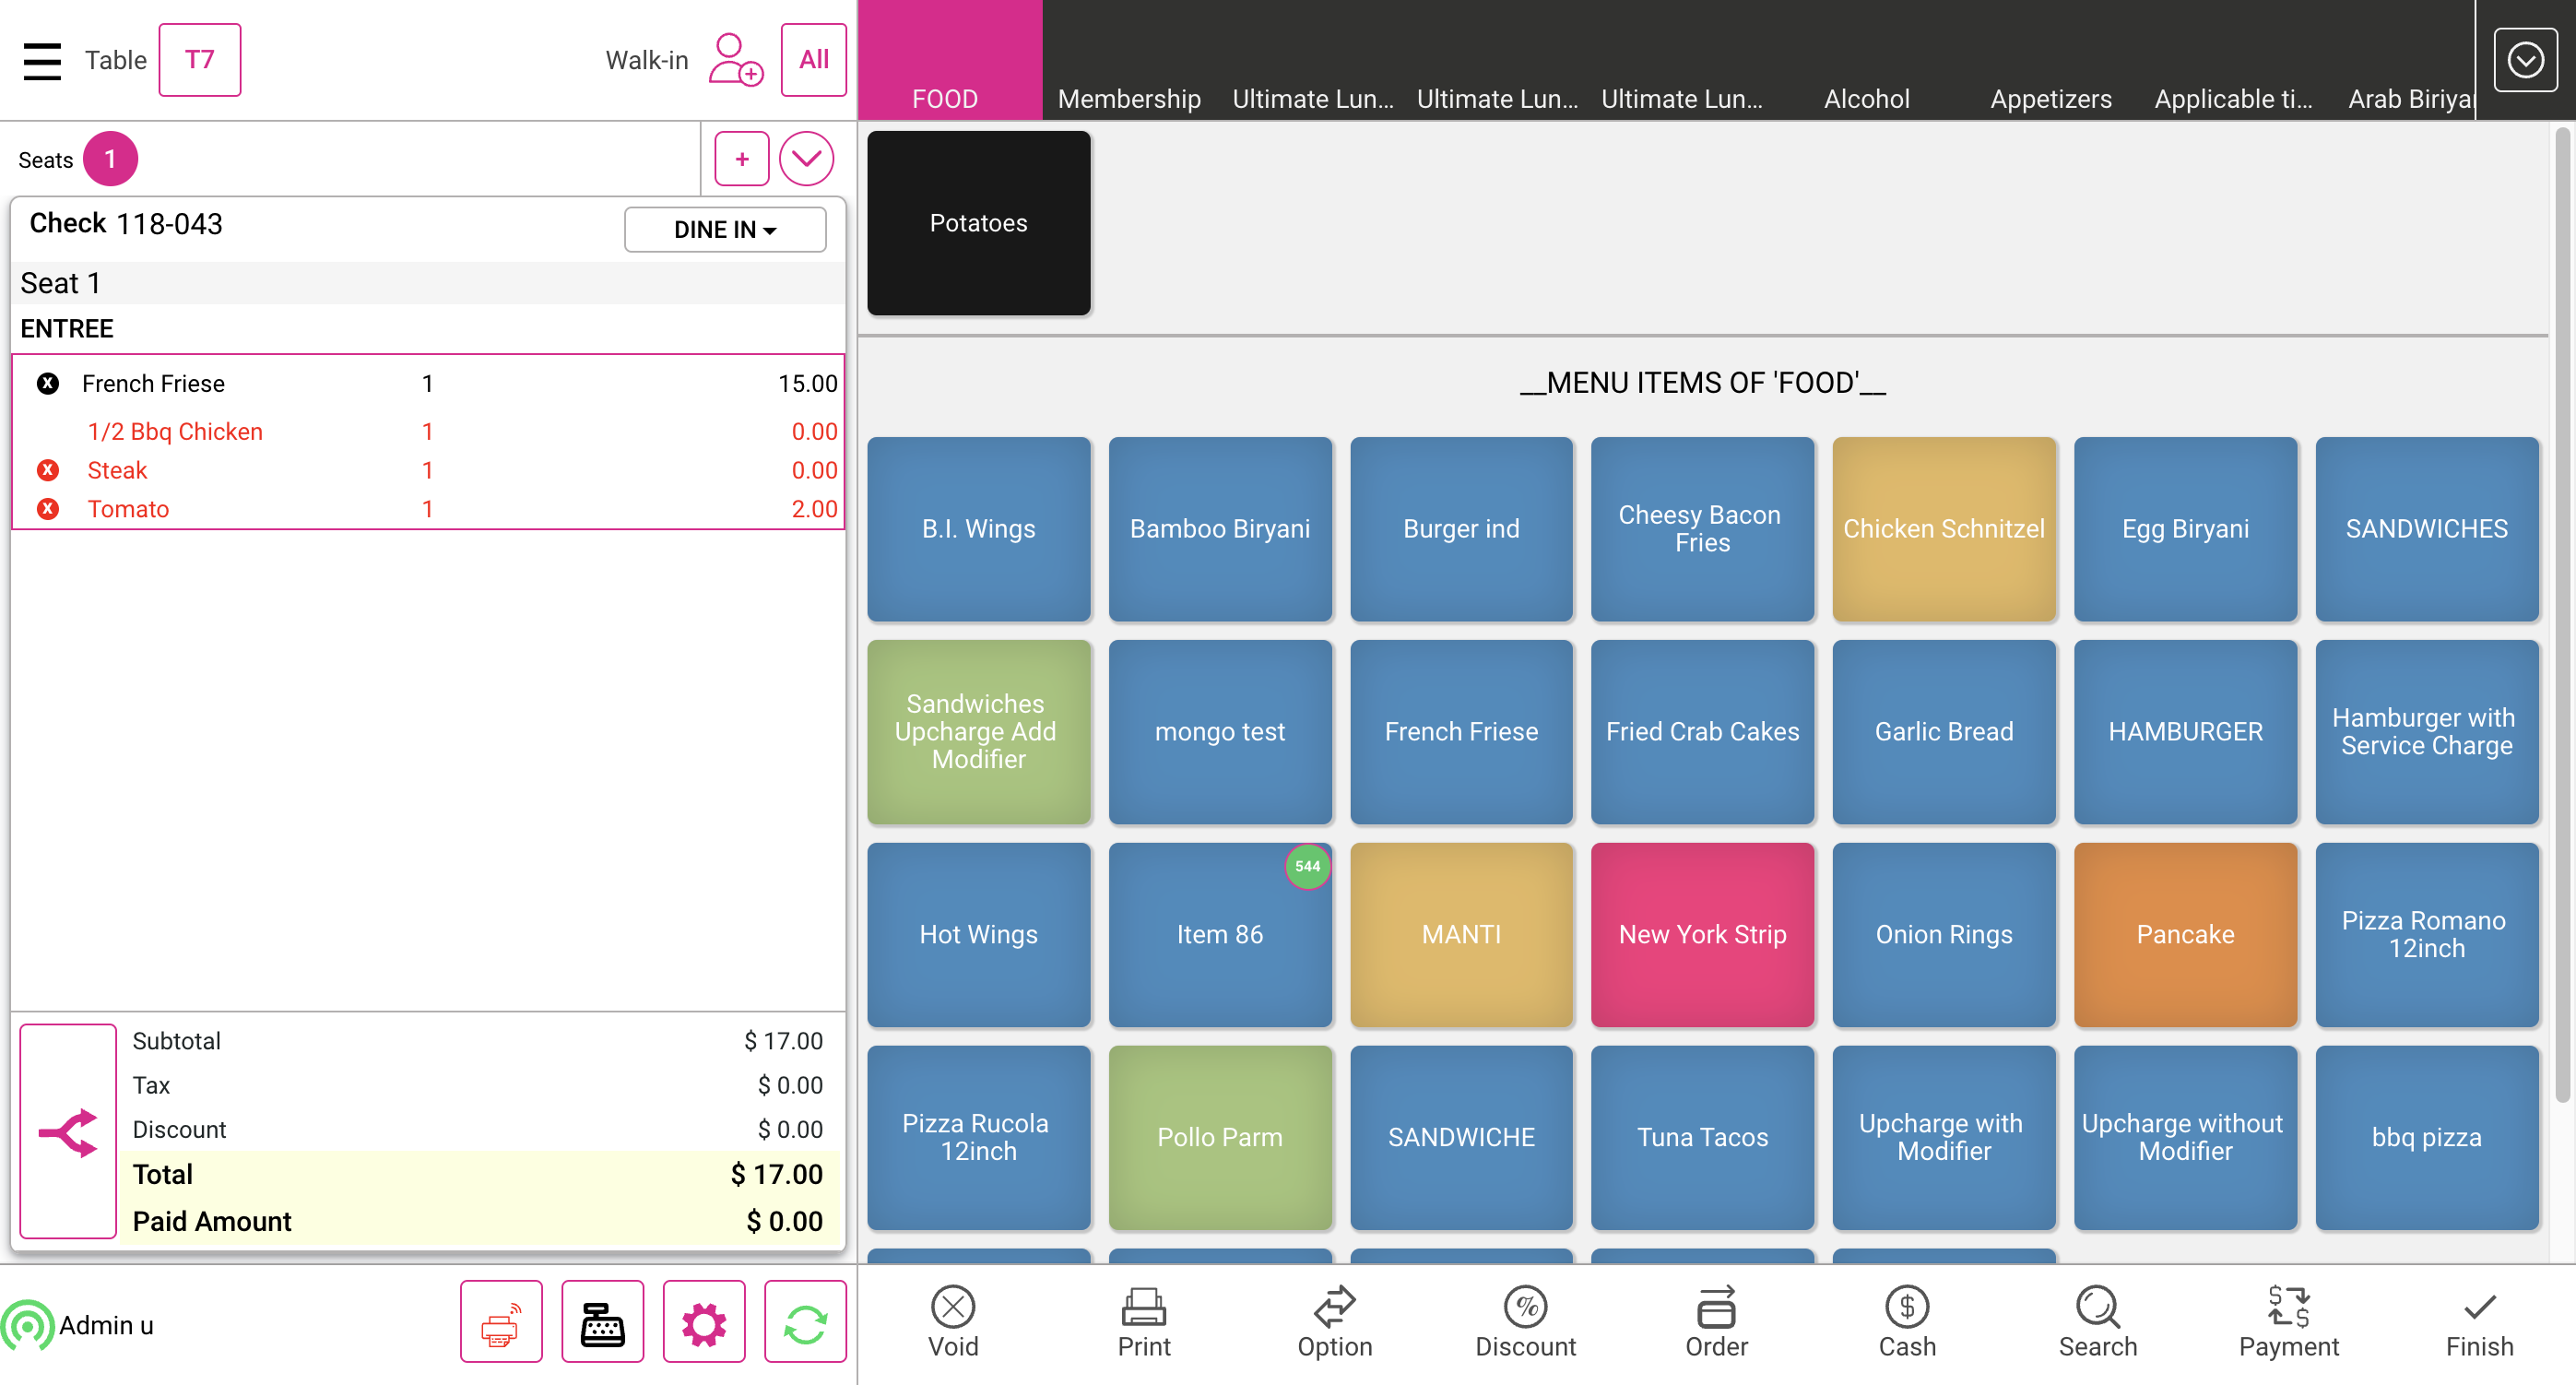 Table T7 Walk-in All
FOOD Membership Ultimate Lun... Ultimate Lun... Ultimate Lun... Alcohol Appetizers Applicable ti... Arab Biriya
Seats 1 +
Check 118-043 DINE IN
Seat 1
ENTREE
French Friese 1 15.00
1/2 Bbq Chicken 1 0.00
Steak 1 0.00
Tomato 1 2.00
Subtotal $ 17.00
Tax $ 0.00
Discount $ 0.00
Total $ 17.00
Paid Amount $ 0.00
Admin u
Potatoes
__MENU ITEMS OF 'FOOD'__
B.I. Wings
Bamboo Biryani
Burger ind
Cheesy Bacon
Fries
Chicken Schnitzel
Egg Biryani
SANDWICHES
Sandwiches
Upcharge Add
Modifier
mongo test
French Friese
Fried Crab Cakes
Garlic Bread
HAMBURGER
Hamburger with
Service Charge
Hot Wings
Item 86
544
MANTI
New York Strip
Onion Rings
Pancake
Pizza Romano
12inch
Pizza Rucola
12inch
Pollo Parm
SANDWICHE
Tuna Tacos
Upcharge with
Modifier
Upcharge without
Modifier
bbq pizza
Void Print Option Discount Order Cash Search Payment Finish